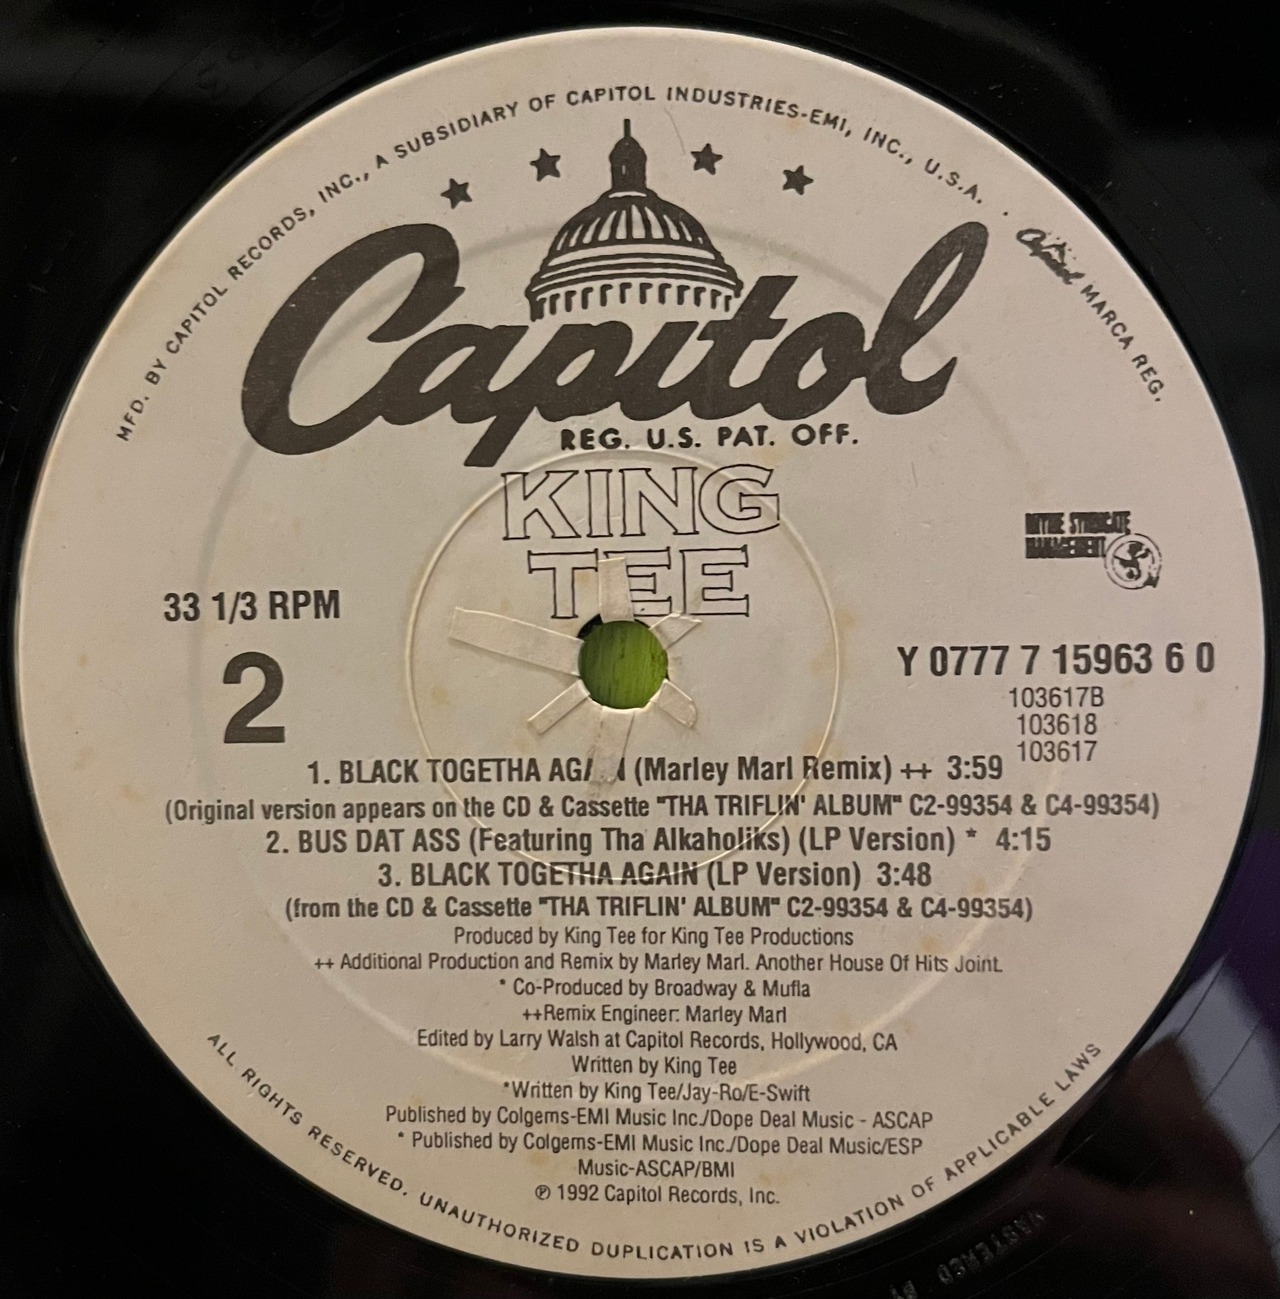 MFD. BY CAPITOL RECORDS, INC., A SUBSIDIARY OF CAPITOL INDUSTRIES-EMI, INC., U.S.A. . Capitol MARCA REG.
Capitol
REG. U.S. PAT. OFF.
KING
TEE
RHYME SYNDICATE
MANAGEMENT
33 1/3 RPM
2
Y 0777 7 15963 6 0
103617B
103618
103617
1. BLACK TOGETHA AGAIN (Marley Marl Remix) ++ 3:59
(Original version appears on the CD & Cassette "THA TRIFLIN' ALBUM" C2-99354 & C4-99354)
2. BUS DAT ASS (Featuring Tha Alkaholiks) (LP Version) * 4:15
3. BLACK TOGETHA AGAIN (LP Version) 3:48
(from the CD & Cassette "THA TRIFLIN' ALBUM" C2-99354 & C4-99354)
Produced by King Tee for King Tee Productions
++ Additional Production and Remix by Marley Marl. Another House Of Hits Joint.
* Co-Produced by Broadway & Mufla
++Remix Engineer: Marley Marl
Edited by Larry Walsh at Capitol Records, Hollywood, CA
Written by King Tee
*Written by King Tee/Jay-Ro/E-Swift
Published by Colgems-EMI Music Inc./Dope Deal Music - ASCAP
* Published by Colgems-EMI Music Inc./Dope Deal Music/ESP
Music-ASCAP/BMI
℗ 1992 Capitol Records, Inc.
ALL RIGHTS RESERVED. UNAUTHORIZED DUPLICATION IS A VIOLATION OF APPLICABLE LAWS
MASTERED BY